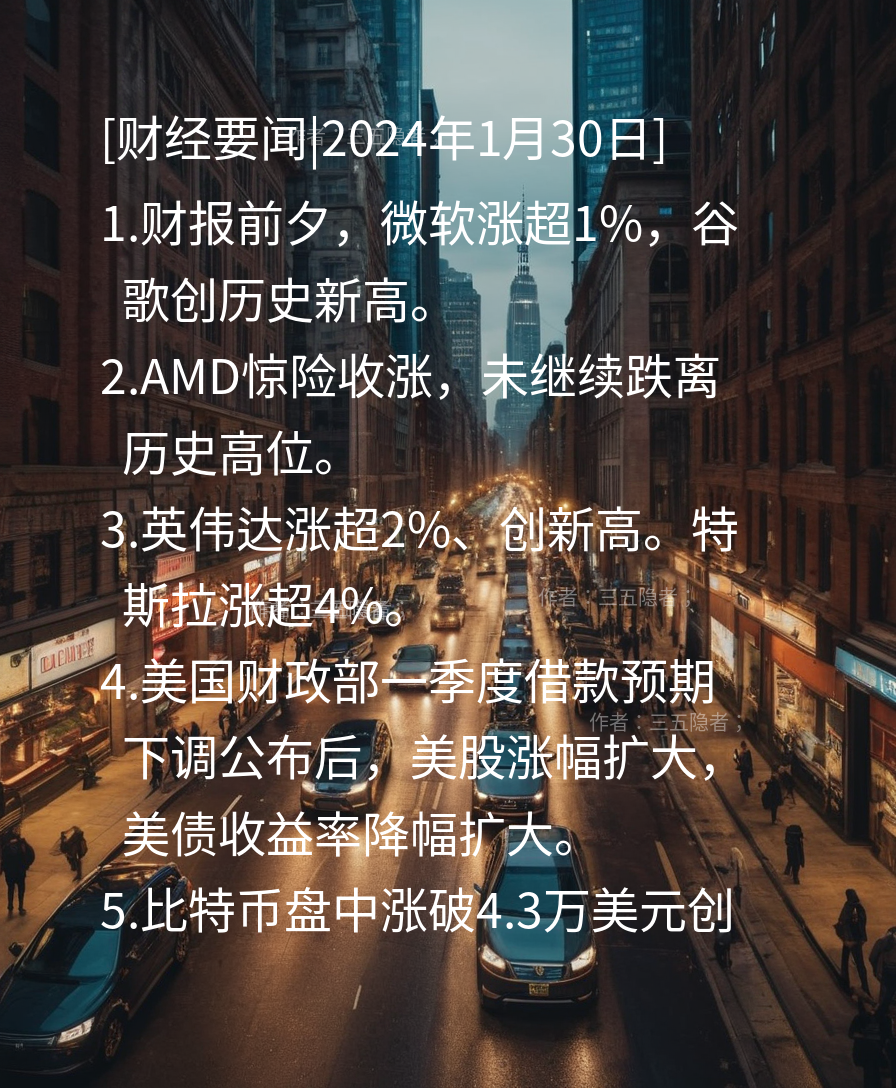 [财经要闻|2024年1月30日]
1.财报前夕，微软涨超1%，谷
歌创历史新高。
2.AMD惊险收涨，未继续跌离
历史高位。
3.英伟达涨超2%、创新高。特
斯拉涨超4%。
作者：三五隐者；
4.美国财政部一季度借款预期
作者：三五隐者；
下调公布后，美股涨幅扩大，
美债收益率降幅扩大。
5.比特币盘中涨破4.3万美元创